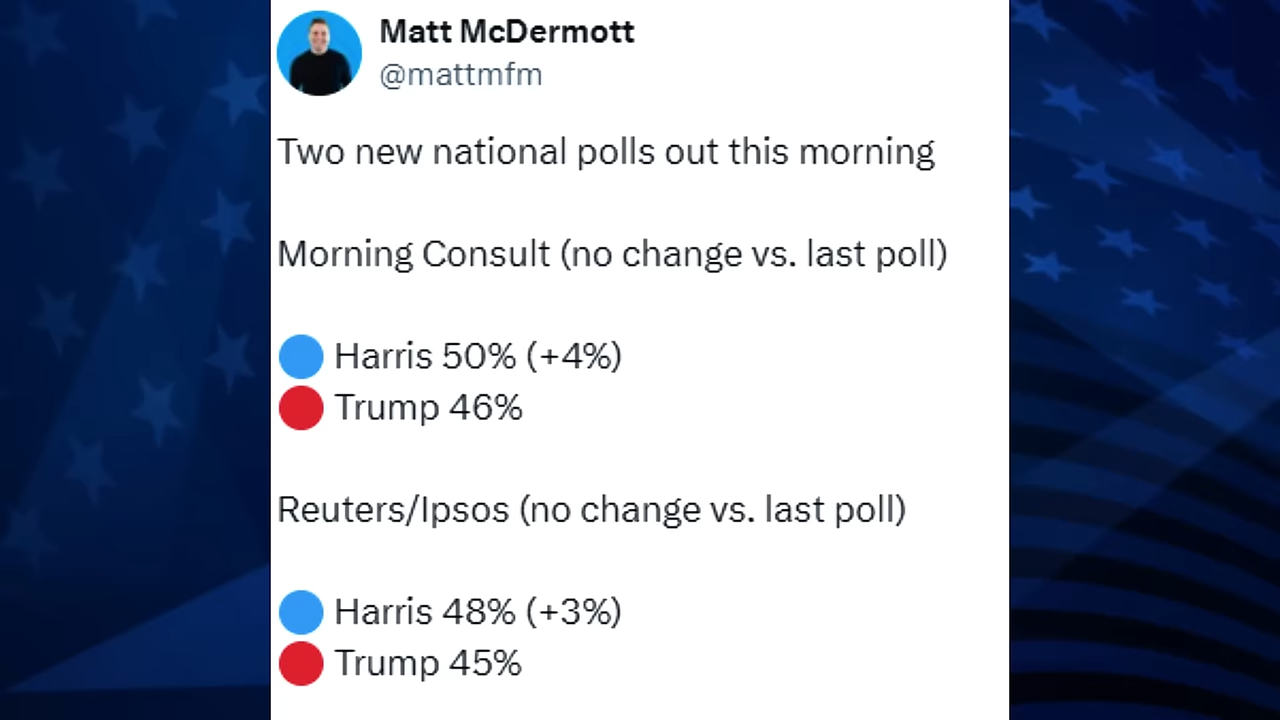 Matt McDermott
@mattmfm
Two new national polls out this morning
Morning Consult (no change vs. last poll)
Harris 50% (+4%)
Trump 46%
Reuters/Ipsos (no change vs. last poll)
Harris 48% (+3%)
Trump 45%